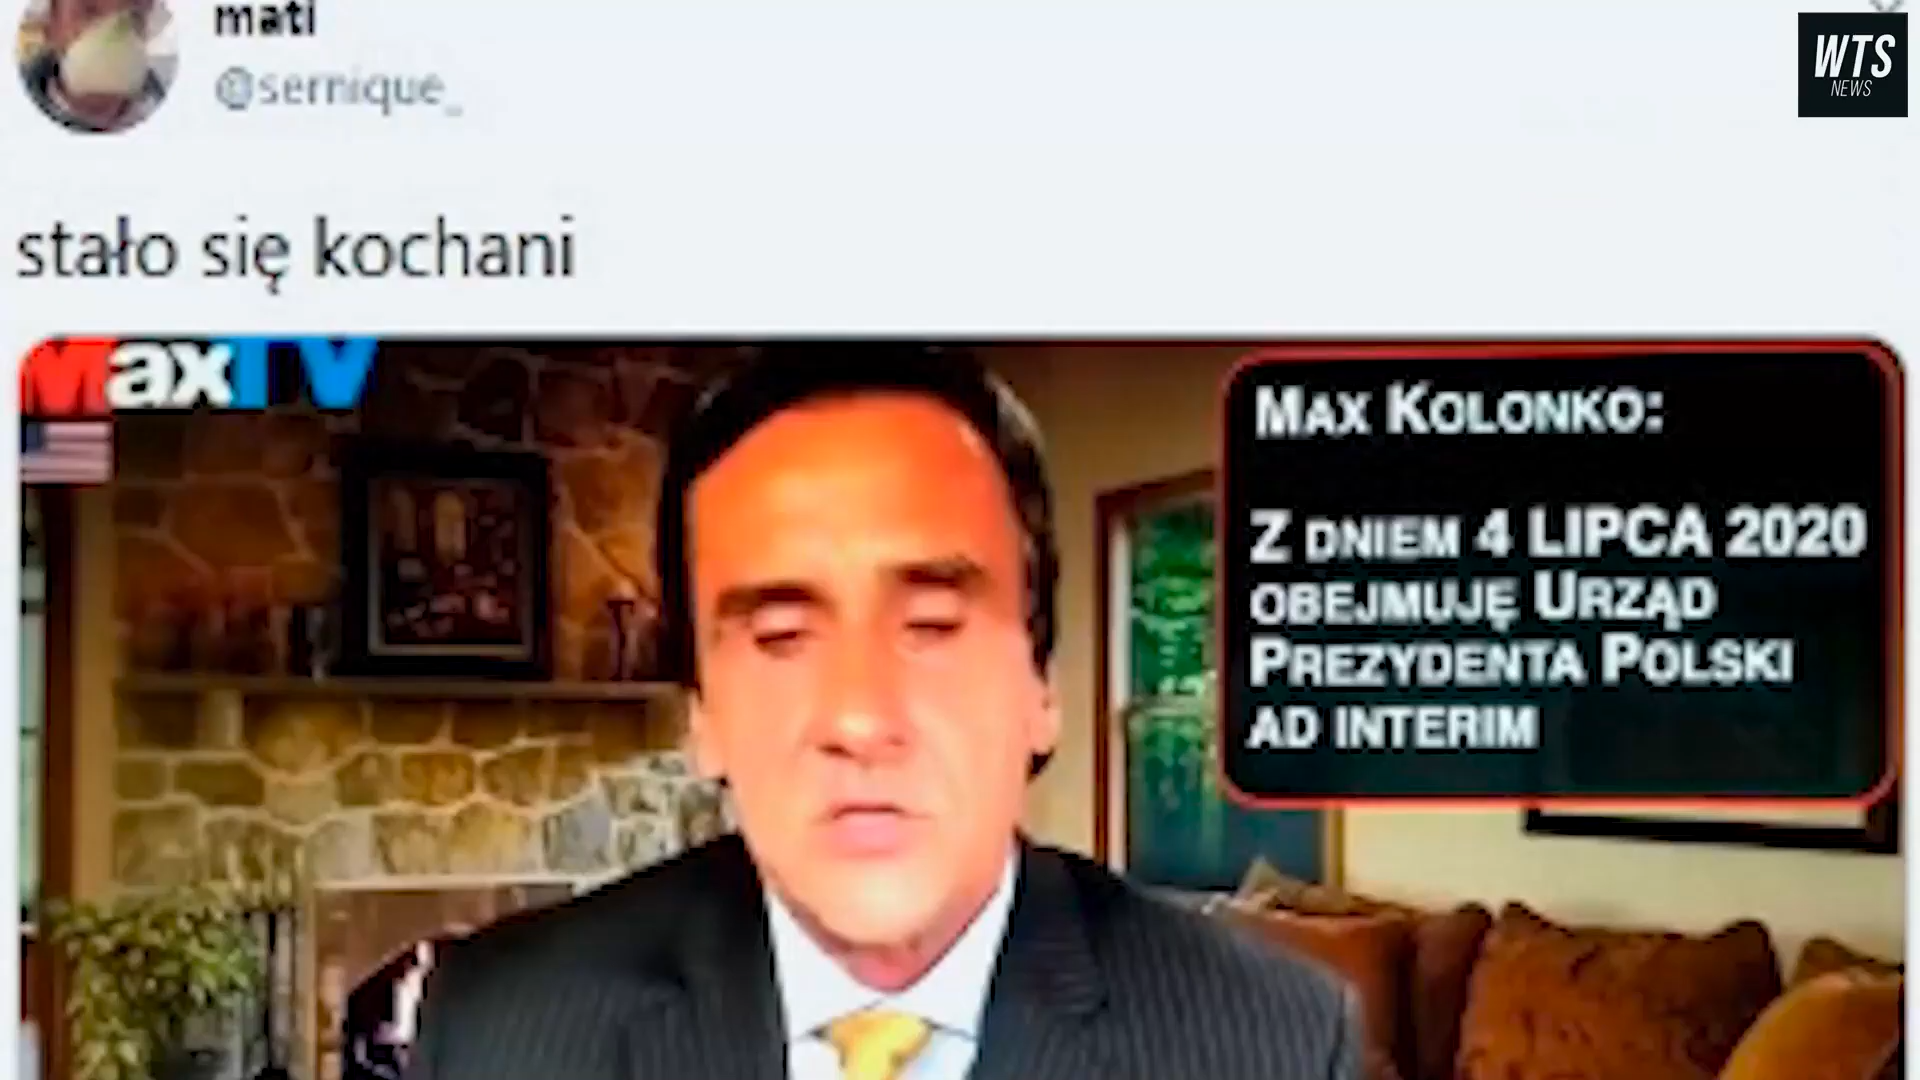 mati
@sernique_
WTS
NEWS
stało się kochani
MaxTV
MAX KOLONKO:
Z DNIEM 4 LIPCA 2020
OBEJMUJĘ URZĄD
PREZYDENTA POLSKI
AD INTERIM